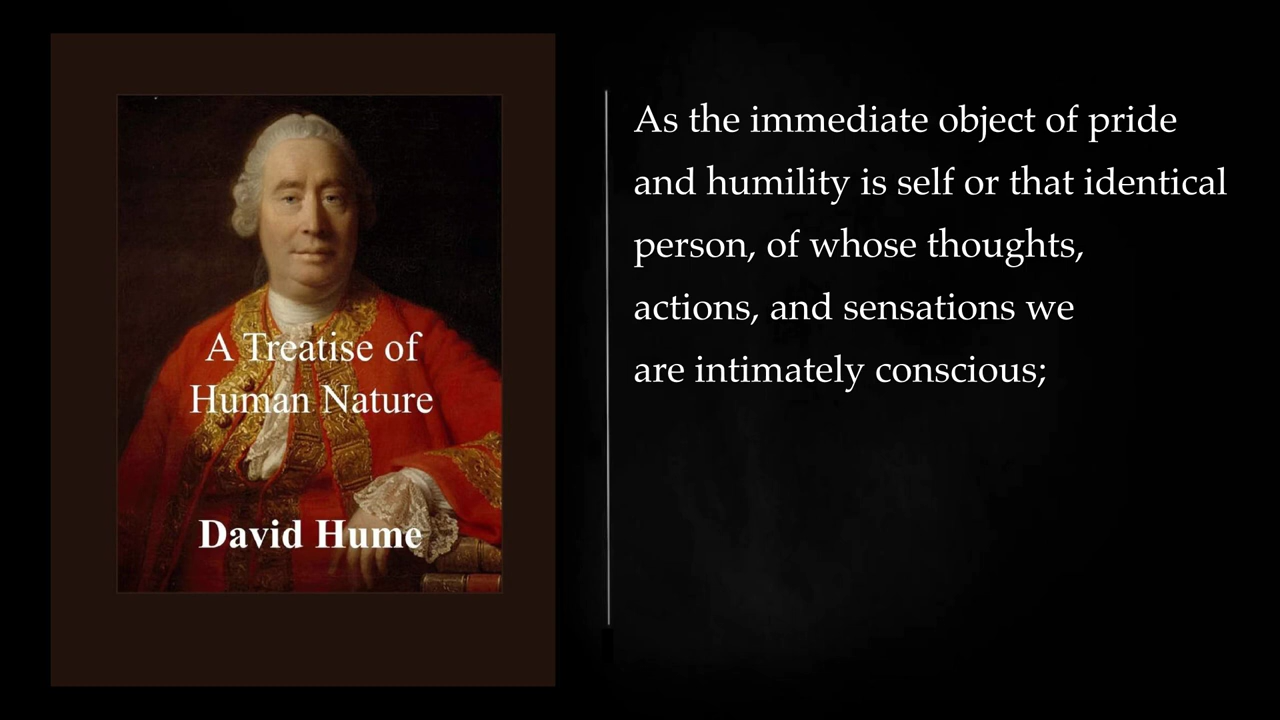 A Treatise of
Human Nature
David Hume
As the immediate object of pride
and humility is self or that identical
person, of whose thoughts,
actions, and sensations we
are intimately conscious;